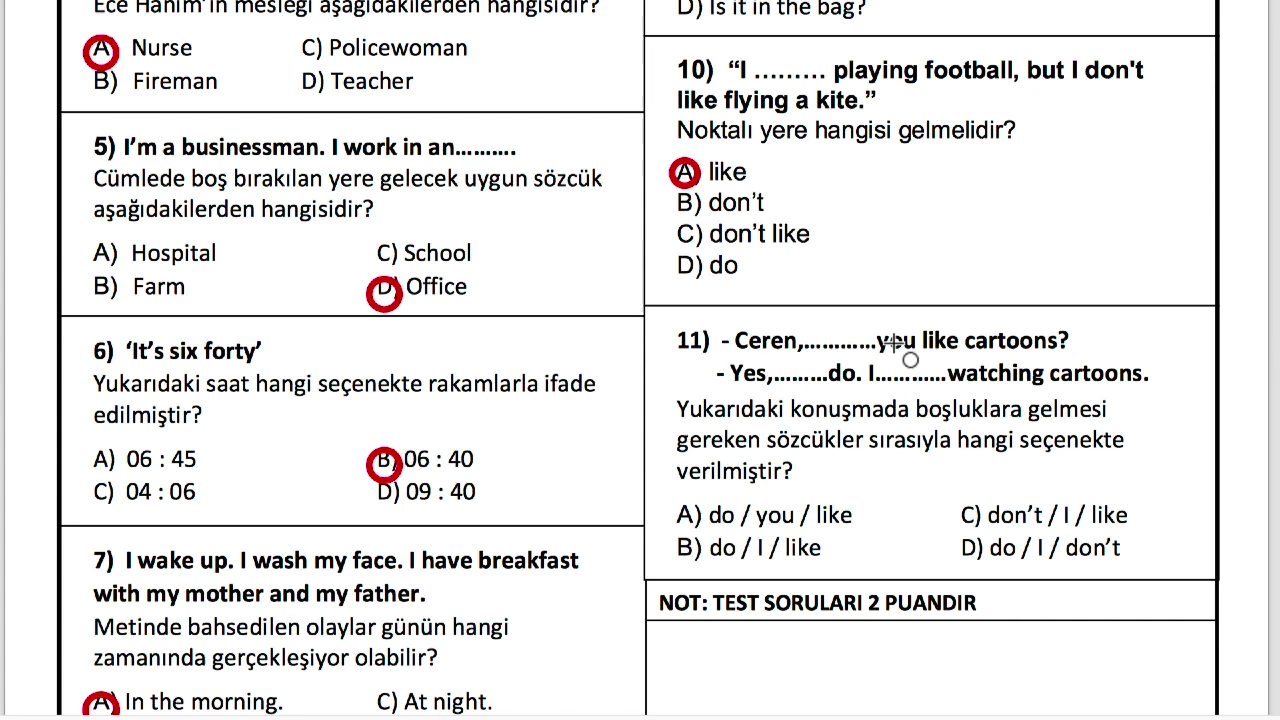 Ece Hanım'ın mesleği aşağıdakilerden hangisidir?
A) Nurse
C) Policewoman
B) Fireman
D) Teacher
5) I'm a businessman. I work in an..........
Cümlede boş bırakılan yere gelecek uygun sözcük
aşağıdakilerden hangisidir?
A) Hospital
C) School
B) Farm
D) Office
6) 'It's six forty'
Yukarıdaki saat hangi seçenekte rakamlarla ifade
edilmiştir?
A) 06 : 45
B) 06 : 40
C) 04 : 06
D) 09 : 40
7) I wake up. I wash my face. I have breakfast
with my mother and my father.
Metinde bahsedilen olaylar günün hangi
zamanında gerçekleşiyor olabilir?
A) In the morning.
C) At night.
D) Is it in the bag?
10) “I ……… playing football, but I don't
like flying a kite.”
Noktalı yere hangisi gelmelidir?
A) like
B) don't
C) don't like
D) do
11) - Ceren,…………you like cartoons?
- Yes,………do. I…………watching cartoons.
Yukarıdaki konuşmada boşluklara gelmesi
gereken sözcükler sırasıyla hangi seçenekte
verilmiştir?
A) do / you / like
C) don't / I / like
B) do / I / like
D) do / I / don't
NOT: TEST SORULARI 2 PUANDIR